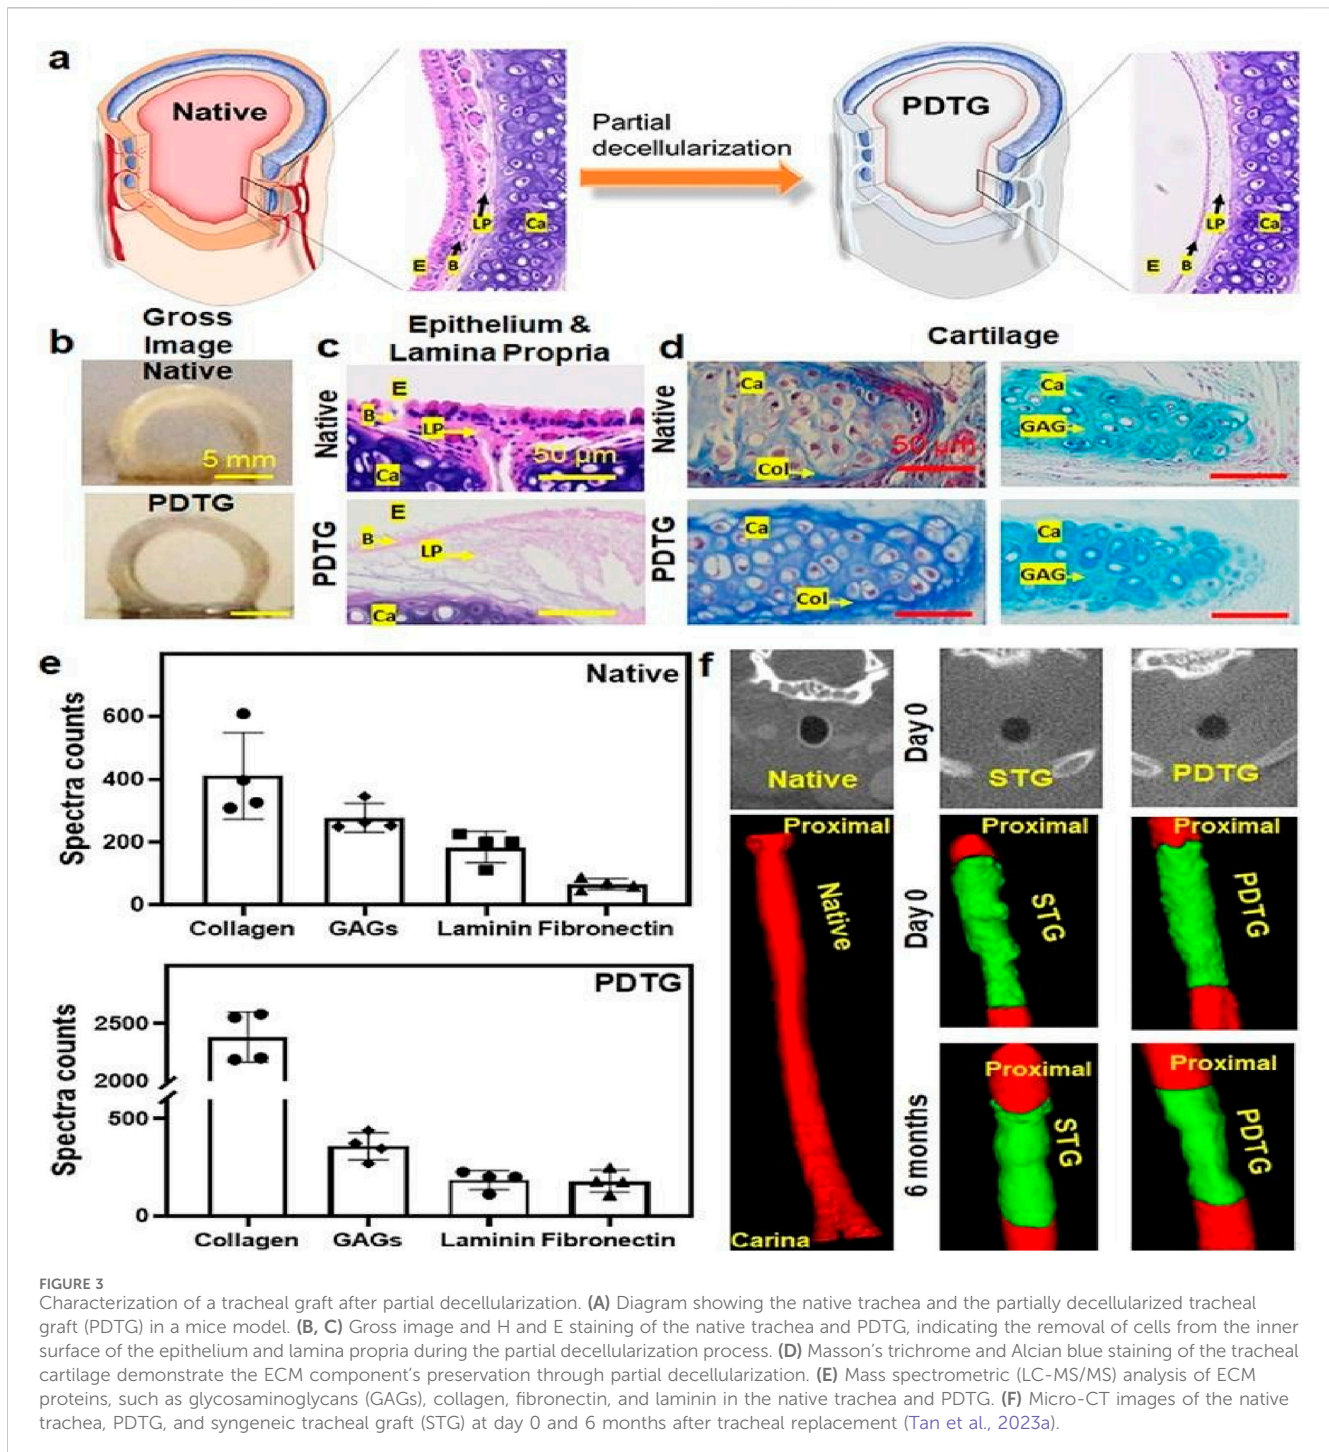 a
Native
E
B
LP
Ca
Partial
decellularization
PDTG
E
B
LP
Ca
b
Gross
Image
Native
5 mm
PDTG
c
Epithelium &
Lamina Propria
Native
E
B
LP
Ca
50 µm
PDTG
E
B
LP
Ca
d
Cartilage
Native
Ca
Col
50 µm
Ca
GAG
PDTG
Ca
Col
Ca
GAG
e
Native
Spectra counts
600
400
200
0
Collagen GAGs Laminin Fibronectin
PDTG
Spectra counts
2500
2000
500
0
Collagen GAGs Laminin Fibronectin
f
Native
Day 0
STG
PDTG
Proximal
Native
Carina
Day 0
Proximal
STG
Proximal
PDTG
6 months
Proximal
STG
Proximal
PDTG
FIGURE 3
Characterization of a tracheal graft after partial decellularization. (A) Diagram showing the native trachea and the partially decellularized tracheal
graft (PDTG) in a mice model. (B, C) Gross image and H and E staining of the native trachea and PDTG, indicating the removal of cells from the inner
surface of the epithelium and lamina propria during the partial decellularization process. (D) Masson's trichrome and Alcian blue staining of the tracheal
cartilage demonstrate the ECM component's preservation through partial decellularization. (E) Mass spectrometric (LC-MS/MS) analysis of ECM
proteins, such as glycosaminoglycans (GAGs), collagen, fibronectin, and laminin in the native trachea and PDTG. (F) Micro-CT images of the native
trachea, PDTG, and syngeneic tracheal graft (STG) at day 0 and 6 months after tracheal replacement (Tan et al., 2023a).